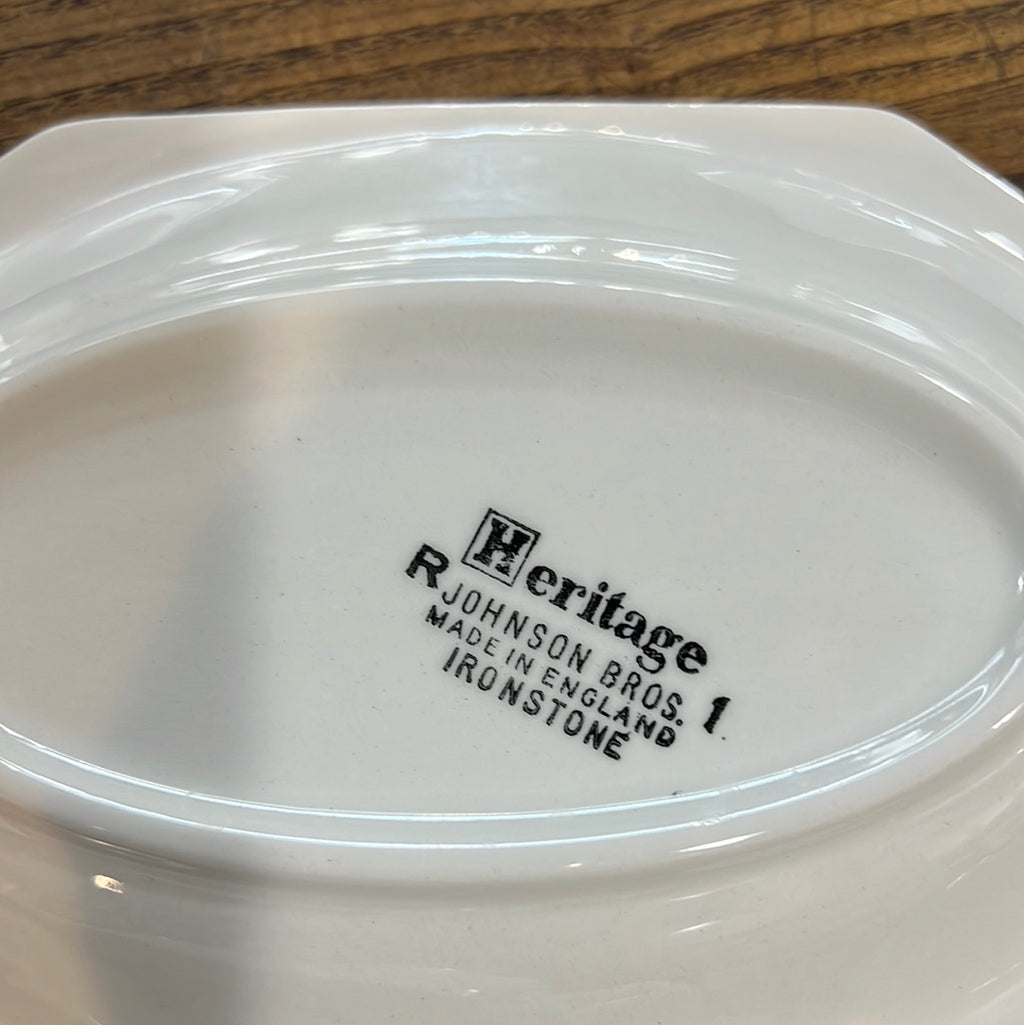 Heritage
R JOHNSON BROS. 1
MADE IN ENGLAND
IRONSTONE